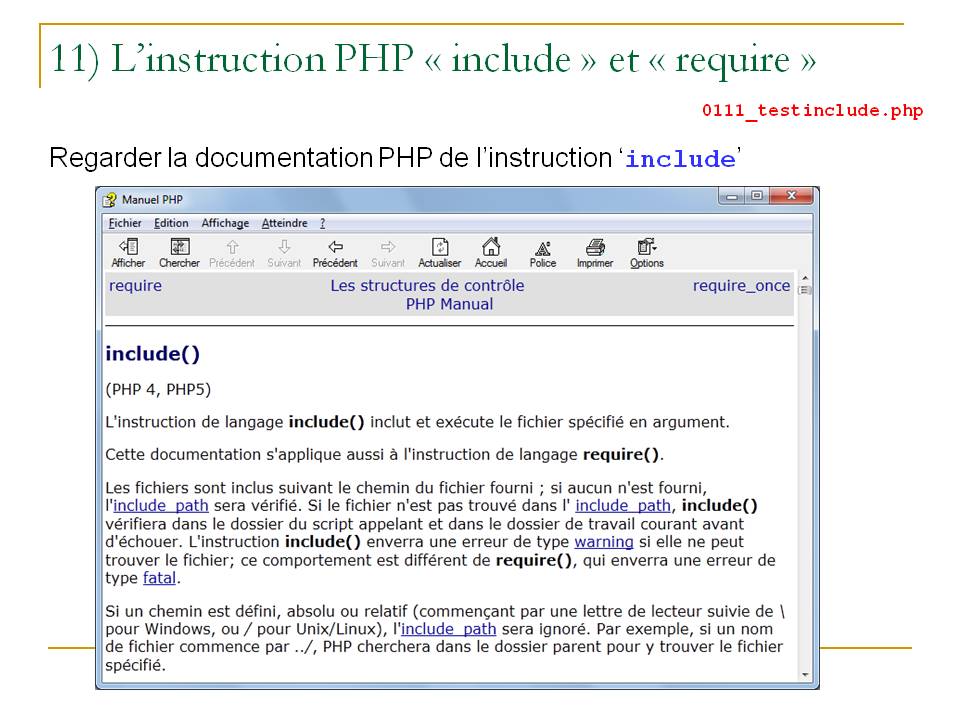 11) L’instruction PHP « include » et « require »
0111_testinclude.php
Regarder la documentation PHP de l’instruction ‘include’
Manuel PHP
Fichier Edition Affichage Atteindre ?
Afficher Chercher Précédent Suivant Précédent Suivant Actualiser Accueil Police Imprimer Options
require Les structures de contrôle require_once
PHP Manual
include()
(PHP 4, PHP5)
L'instruction de langage include() inclut et exécute le fichier spécifié en argument.
Cette documentation s'applique aussi à l'instruction de langage require().
Les fichiers sont inclus suivant le chemin du fichier fourni ; si aucun n'est fourni,
l'include_path sera vérifié. Si le fichier n'est pas trouvé dans l' include_path, include()
vérifiera dans le dossier du script appelant et dans le dossier de travail courant avant
d'échouer. L'instruction include() enverra une erreur de type warning si elle ne peut
trouver le fichier; ce comportement est différent de require(), qui enverra une erreur de
type fatal.
Si un chemin est défini, absolu ou relatif (commençant par une lettre de lecteur suivie de \
pour Windows, ou / pour Unix/Linux), l'include_path sera ignoré. Par exemple, si un nom
de fichier commence par ../, PHP cherchera dans le dossier parent pour y trouver le fichier
spécifié.